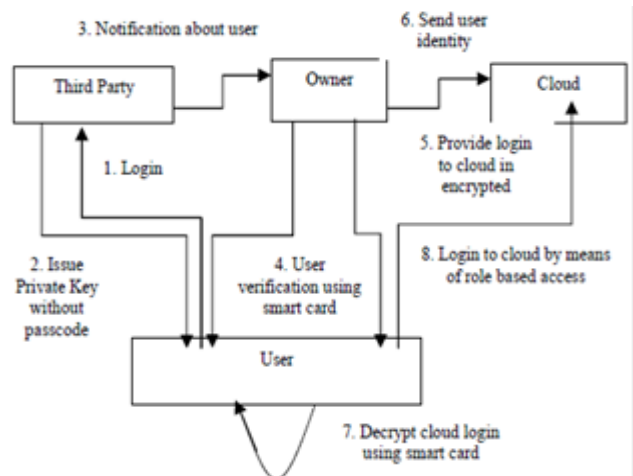 3. Notification about user
6. Send user
identity
Third Party
Owner
Cloud
1. Login
5. Provide login
to cloud in
encrypted
2. Issue
Private Key
without
passcode
4. User
verification using
smart card
8. Login to cloud by means
of role based access
User
7. Decrypt cloud login
using smart card